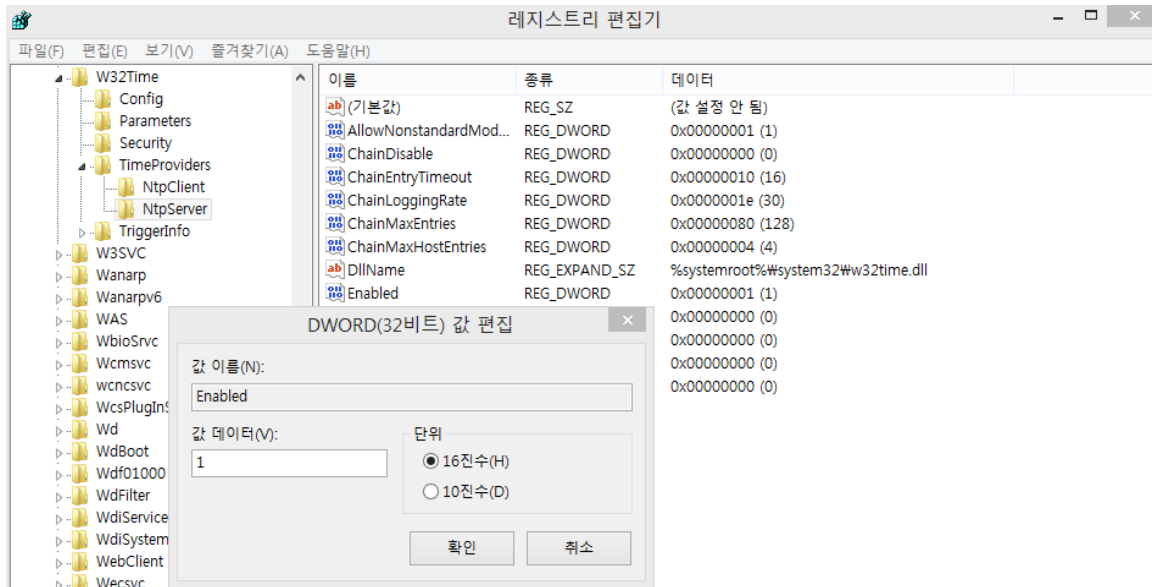 레지스트리 편집기
파일(F) 편집(E) 보기(V) 즐겨찾기(A) 도움말(H)
W32Time
Config
Parameters
Security
TimeProviders
NtpClient
NtpServer
TriggerInfo
W3SVC
Wanarp
Wanarpv6
WAS
WbioSrvc
Wcmsvc
wcncsvc
WcsPlugInS
Wd
WdBoot
Wdf01000
WdFilter
WdiService
WdiSystem
WebClient
Wecsvc
이름 종류 데이터
(기본값) REG_SZ (값 설정 안 됨)
AllowNonstandardMod... REG_DWORD 0x00000001 (1)
ChainDisable REG_DWORD 0x00000000 (0)
ChainEntryTimeout REG_DWORD 0x00000010 (16)
ChainLoggingRate REG_DWORD 0x0000001e (30)
ChainMaxEntries REG_DWORD 0x00000080 (128)
ChainMaxHostEntries REG_DWORD 0x00000004 (4)
DllName REG_EXPAND_SZ %systemroot%₩system32₩w32time.dll
Enabled REG_DWORD 0x00000001 (1)
0x00000000 (0)
0x00000000 (0)
0x00000000 (0)
0x00000000 (0)
DWORD(32비트) 값 편집
값 이름(N):
Enabled
값 데이터(V):
1
단위
16진수(H)
10진수(D)
확인 취소